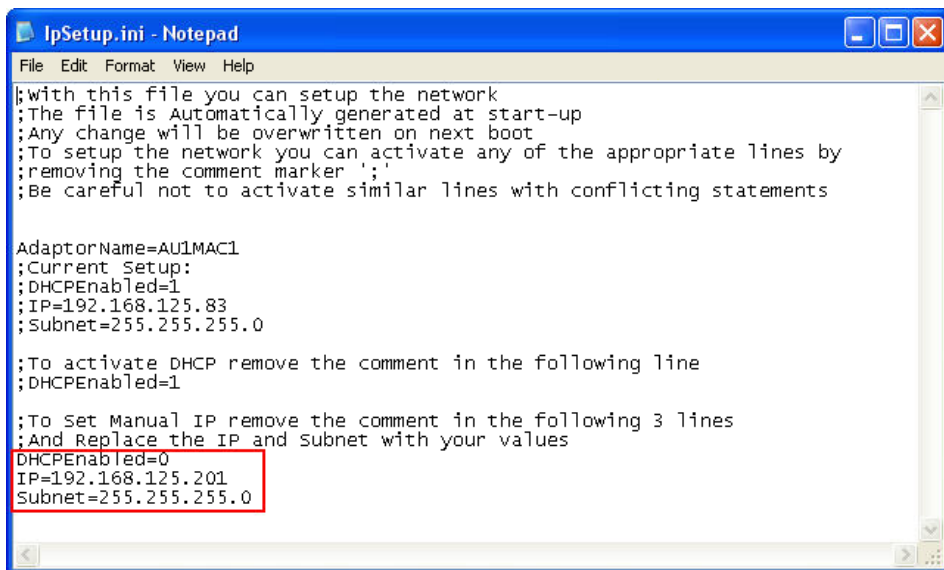 IpSetup.ini - Notepad
File Edit Format View Help
;With this file you can setup the network
;The file is Automatically generated at start-up
;Any change will be overwritten on next boot
;To setup the network you can activate any of the appropriate lines by
;removing the comment marker ';'
;Be careful not to activate similar lines with conflicting statements
AdaptorName=AU1MAC1
;Current Setup:
;DHCPEnabled=1
;IP=192.168.125.83
;Subnet=255.255.255.0
;To activate DHCP remove the comment in the following line
;DHCPEnabled=1
;To Set Manual IP remove the comment in the following 3 lines
;And Replace the IP and Subnet with your values
DHCPEnabled=0
IP=192.168.125.201
Subnet=255.255.255.0